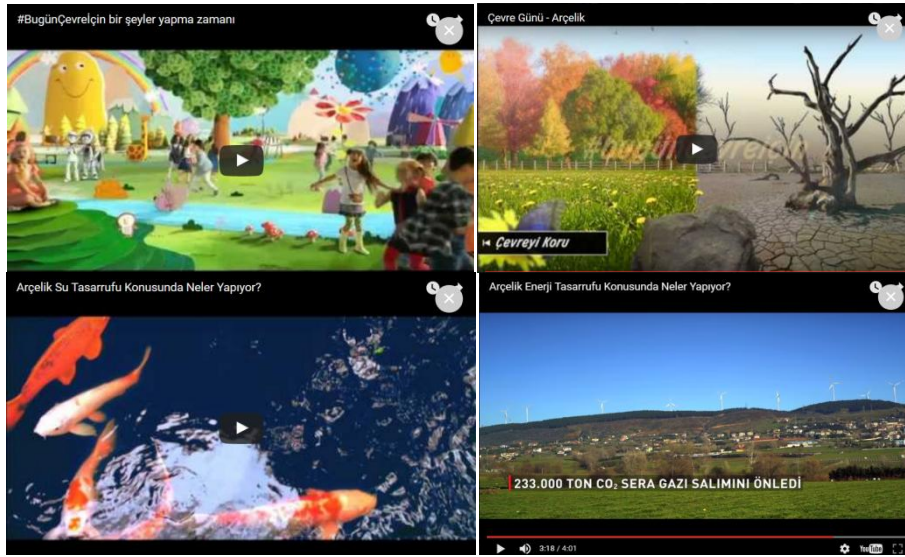 #BugünÇevreİçin bir şeyler yapma zamanı
Çevre Günü - Arçelik
Çevreyi Koru
Arçelik Su Tasarrufu Konusunda Neler Yapıyor?
Arçelik Enerji Tasarrufu Konusunda Neler Yapıyor?
233.000 TON CO₂ SERA GAZI SALIMINI ÖNLEDİ
3:18 / 4:01
YouTube